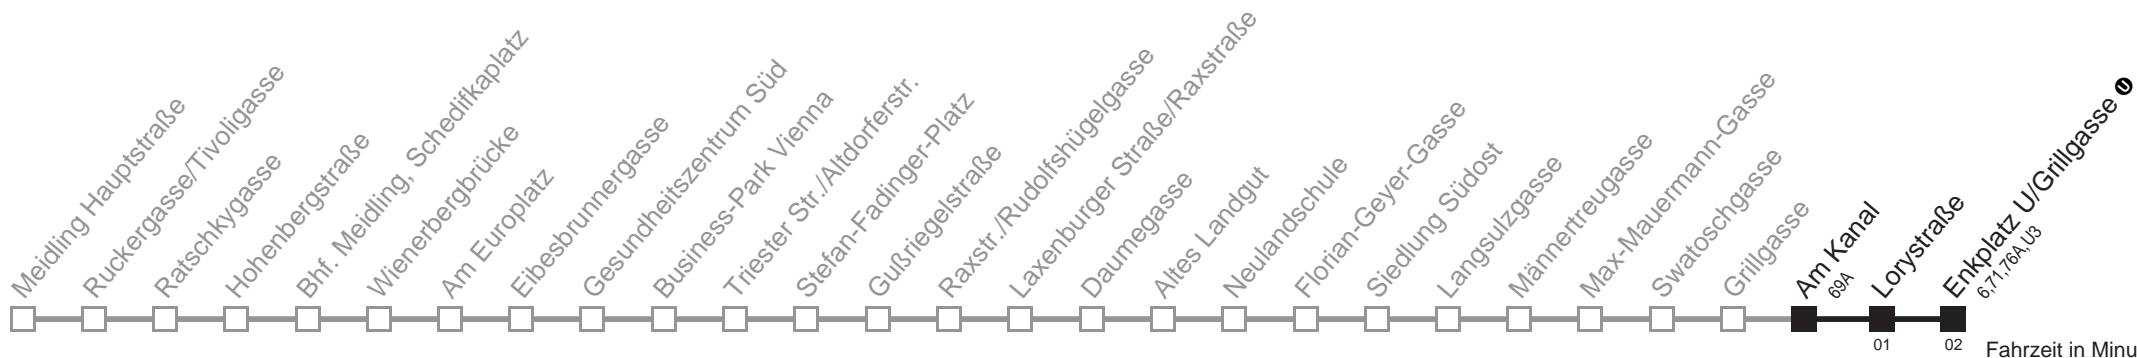 Meidling Hauptstraße
Ruckergasse/Tivoligasse
Ratschkygasse
Hohenbergstraße
Bhf. Meidling, Schedifkaplatz
Wienerbergbrücke
Am Europlatz
Eibesbrunnergasse
Gesundheitszentrum Süd
Business-Park Vienna
Triester Str./Altdorferstr.
Stefan-Fadinger-Platz
Gußriegelstraße
Raxstr./Rudolfshügelgasse
Laxenburger Straße/Raxstraße
Daumegasse
Altes Landgut
Neulandschule
Florian-Geyer-Gasse
Siedlung Südost
Langsulzgasse
Männertreugasse
Max-Mauermann-Gasse
Swatoschgasse
Grillgasse
Am Kanal
69A
Lorystraße
Enkplatz U/Grillgasse U
6,71,76A,U3
01
02
Fahrzeit in Minu